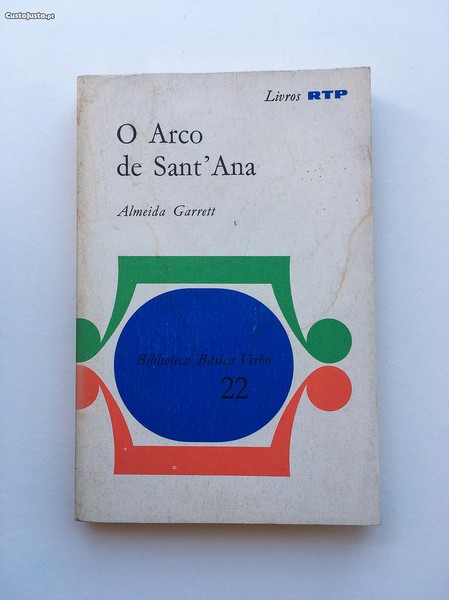 CustoJusto.pt
Livros RTP
O Arco
de Sant'Ana
Almeida Garrett
Biblioteca Básica Verbo
22